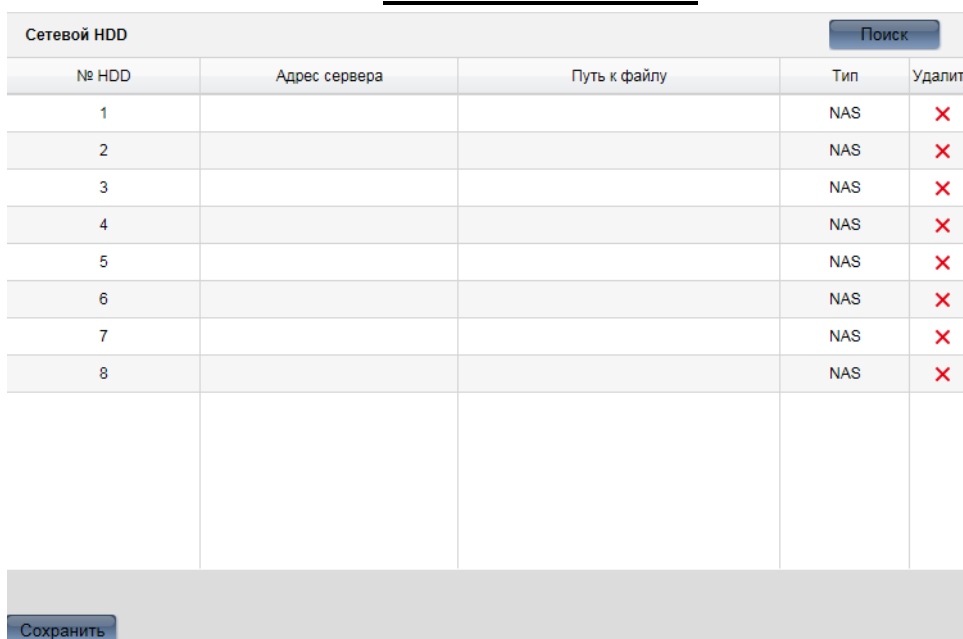 Сетевой HDD Поиск
№ HDD Адрес сервера Путь к файлу Тип Удалит
1 NAS
2 NAS
3 NAS
4 NAS
5 NAS
6 NAS
7 NAS
8 NAS
Сохранить